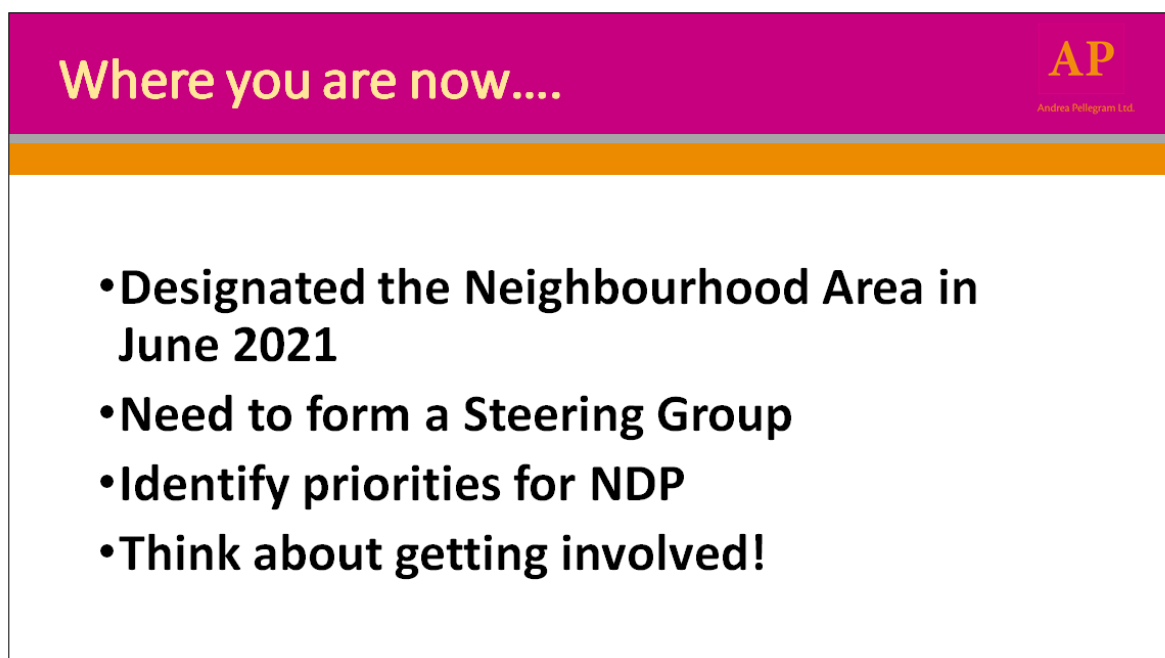 Where you are now....
AP
Andrea Pellegram Ltd.
•Designated the Neighbourhood Area in
June 2021
•Need to form a Steering Group
•Identify priorities for NDP
•Think about getting involved!